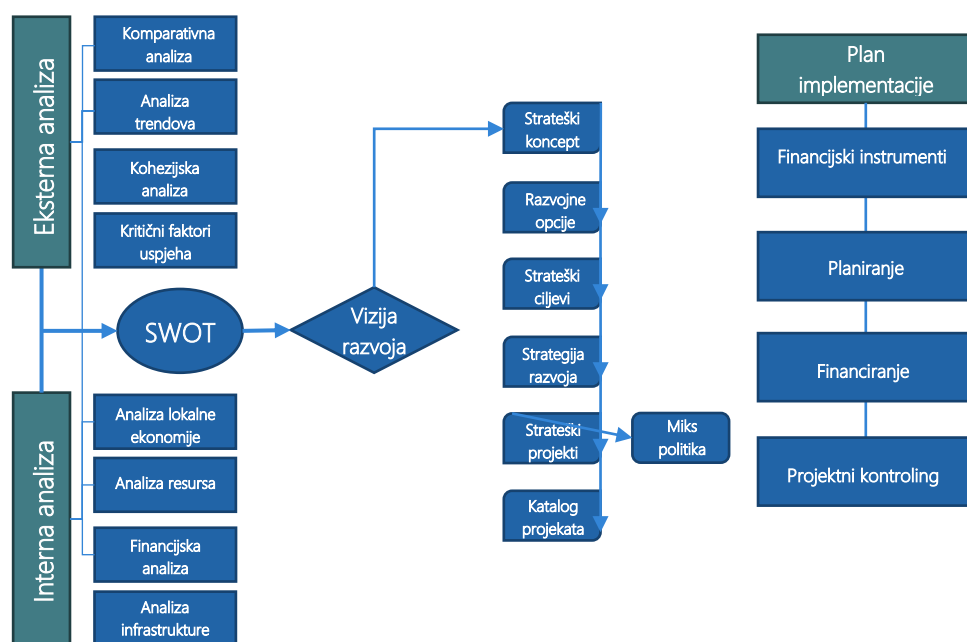 Eksterna analiza
Komparativna
analiza
Analiza
trendova
Kohezijska
analiza
Kritični faktori
uspjeha
SWOT
Vizija
razvoja
Interna analiza
Analiza lokalne
ekonomije
Analiza resursa
Financijska
analiza
Analiza
infrastrukture
Strateški
koncept
Razvojne
opcije
Strateški
ciljevi
Strategija
razvoja
Strateški
projekti
Miks
politika
Katalog
projekata
Plan
implementacije
Financijski instrumenti
Planiranje
Financiranje
Projektni kontroling